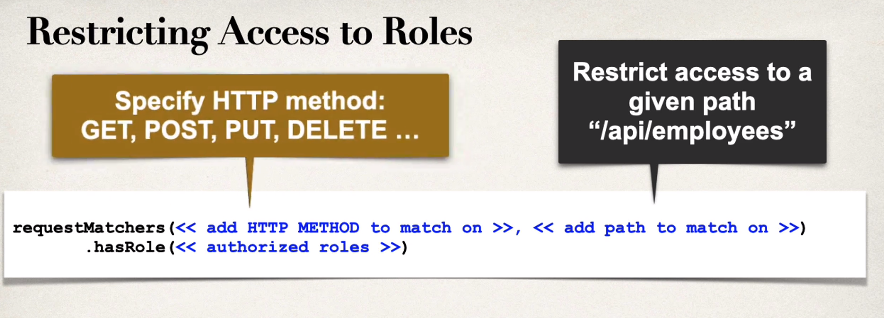 Restricting Access to Roles
Specify HTTP method:
GET, POST, PUT, DELETE …
Restrict access to a
given path
“/api/employees”
requestMatchers(<< add HTTP METHOD to match on >>, << add path to match on >>)
.hasRole(<< authorized roles >>)